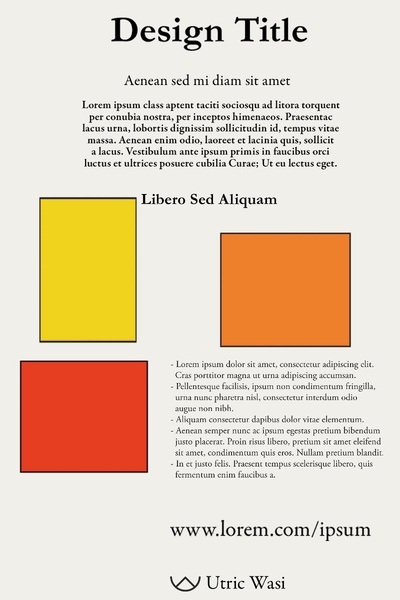 Design Title
Aenean sed mi diam sit amet
Lorem ipsum class aptent taciti sociosqu ad litora torquent
per conubia nostra, per inceptos himenaeos. Praesentac
lacus urna, lobortis dignissim sollicitudin id, tempus vitae
massa. Aenean enim odio, laoreet et lacinia quis, sollicit
a lacus. Vestibulum ante ipsum primis in faucibus orci
luctus et ultrices posuere cubilia Curae; Ut eu lectus eget.
Libero Sed Aliquam
- Lorem ipsum dolor sit amet, consectetur adipiscing elit.
Cras porttitor magna ut urna adipiscing accumsan.
- Pellentesque facilisis, ipsum non condimentum fringilla,
urna nunc pharetra nisl, consectetur interdum odio
augue non nibh.
- Aliquam consectetur dapibus dolor vitae elementum.
- Aenean semper nunc ac ipsum egestas pretium bibendum
justo placerat. Proin risus libero, pretium sit amet eleifend
sit amet, condimentum quis eros. Nullam pretium blandit.
- In et justo felis. Praesent tempus scelerisque libero, quis
fermentum enim faucibus a.
www.lorem.com/ipsum
Utric Wasi